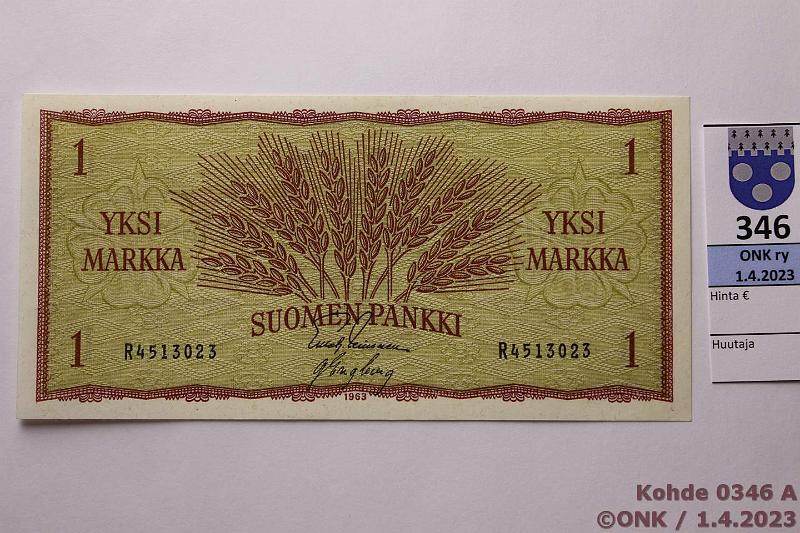 1 1
YKSI
MARKKA
YKSI
MARKKA
SUOMEN PANKKI
1 1
R4513023 R4513023
1963
346
ONK ry
1.4.2023
Hinta €
Huutaja
Kohde 0346 A
©ONK / 1.4.2023